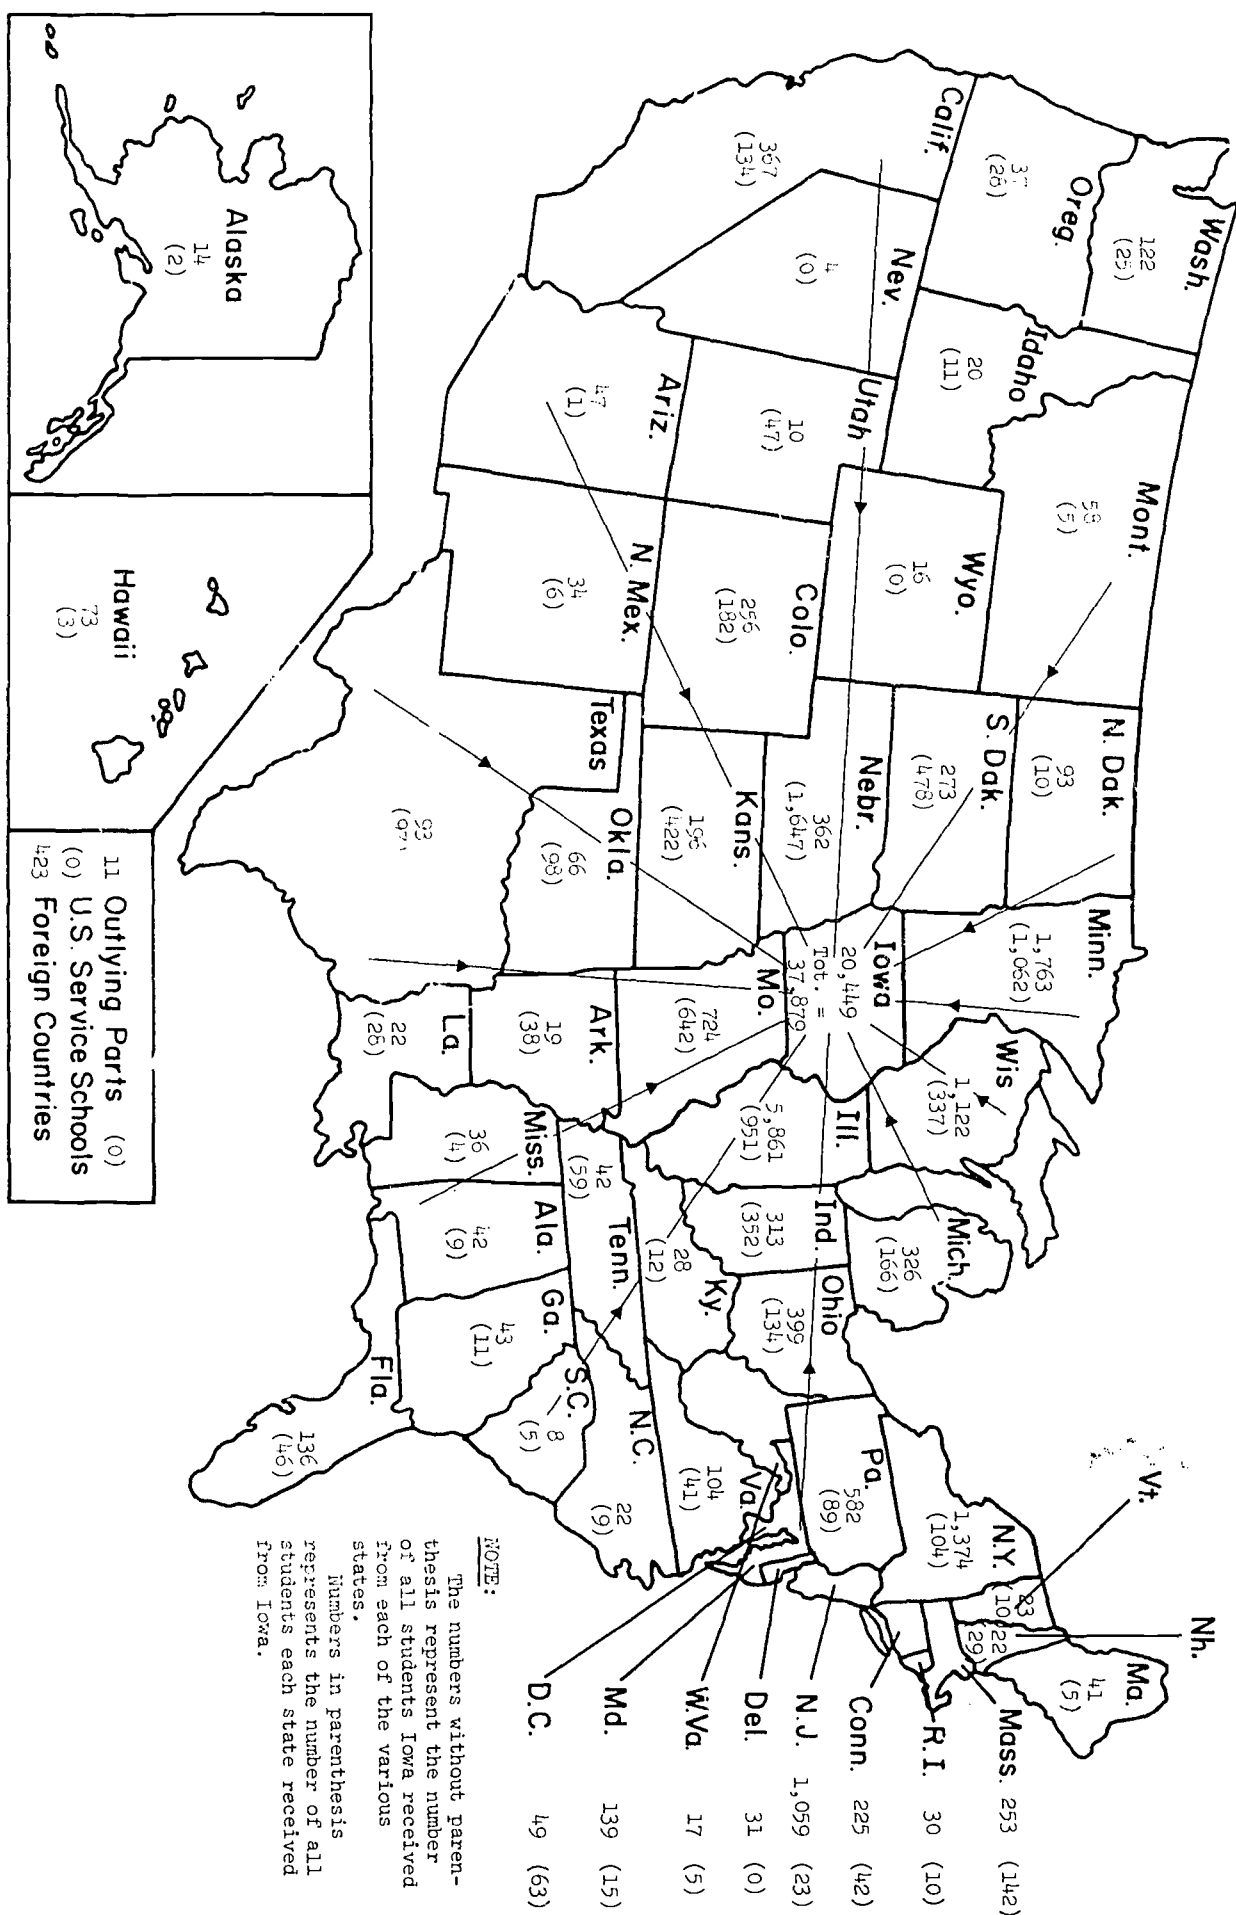 Wash.
122
(25)
Oreg.
(28)
Calif.
367
(134)
Nev.
4
(0)
Idaho
20
(11)
Mont.
58
(5)
Wyo.
16
(0)
Utah
10
(47)
Ariz.
47
(1)
Colo.
256
(182)
N. Mex.
34
(6)
N. Dak.
93
(10)
S. Dak.
273
(478)
Nebr.
362
(1,647)
Kans.
196
(422)
Okla.
66
(98)
Texas
93
Minn.
1,763
(1,062)
Iowa
20,449
Tot. =
37,879
Mo.
724
(642)
Ark.
19
(38)
La.
22
(28)
Wis
1,122
(337)
Ill.
5,861
(951)
Mich.
326
(166)
Ind.
313
(352)
Ohio
399
(134)
Ky.
28
(12)
Tenn.
42
(59)
Miss.
36
(4)
Ala.
42
(9)
Ga.
43
(11)
Fla.
136
(46)
S.C.
8
(5)
N.C.
22
(9)
Va.
104
(41)
Pa.
582
(89)
N.Y.
1,374
(104)
Vt.
23
(10)
Nh.
22
(29)
Ma.
41
(5)
Mass. 253 (142)
R.I. 30 (10)
Conn. 225 (42)
N.J. 1,059 (23)
Del. 31 (0)
W.Va. 17 (5)
Md. 139 (15)
D.C. 49 (63)
Alaska
14
(2)
Hawaii
73
(3)
11 Outlying Parts (0)
(0) U.S. Service Schools
423 Foreign Countries
NOTE:
The numbers without paren-
thesis represent the number
of all students Iowa received
from each of the various
states.
Numbers in parenthesis
represents the number of all
students each state received
from Iowa.